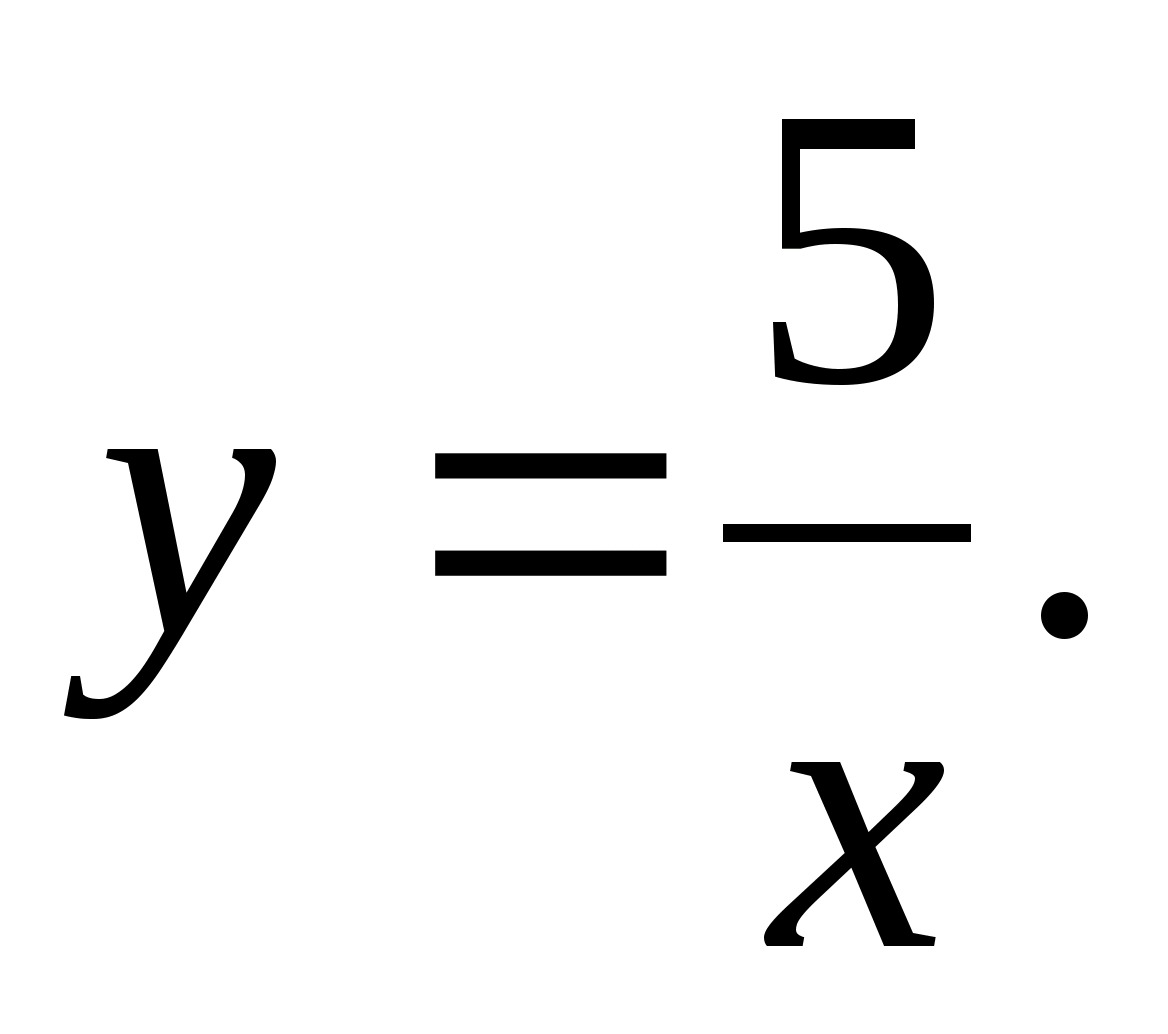 y = 5/x.